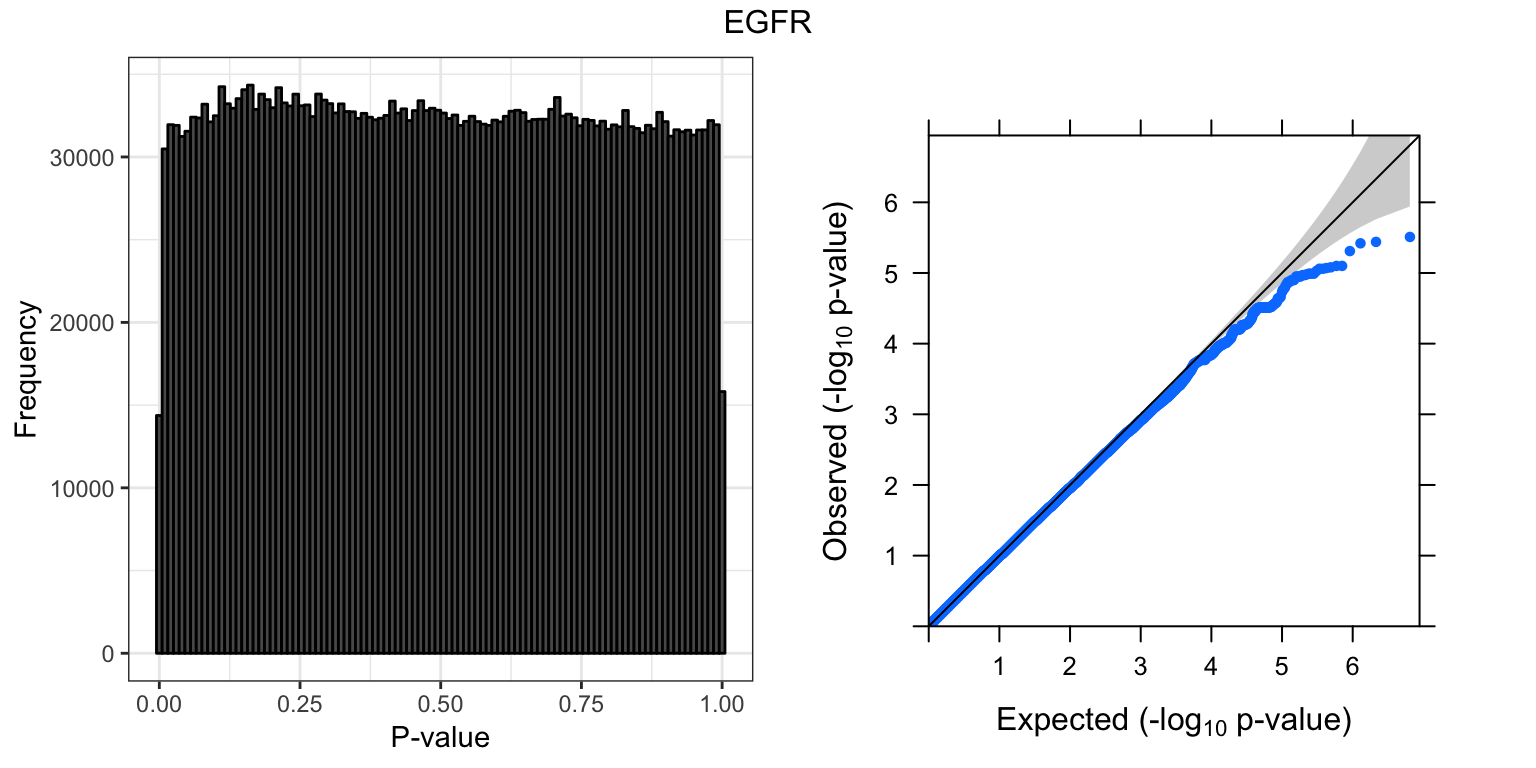 EGFR
Frequency
30000
20000
10000
0
0.00 0.25 0.50 0.75 1.00
P-value
Observed (-log10 p-value)
6
5
4
3
2
1
1 2 3 4 5 6
Expected (-log10 p-value)